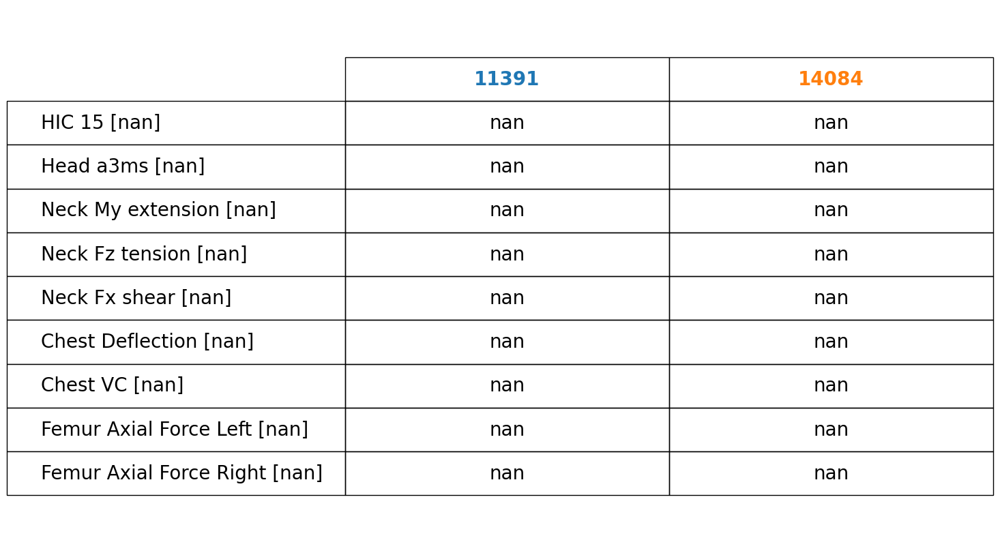 11391 14084
HIC 15 [nan] nan nan
Head a3ms [nan] nan nan
Neck My extension [nan] nan nan
Neck Fz tension [nan] nan nan
Neck Fx shear [nan] nan nan
Chest Deflection [nan] nan nan
Chest VC [nan] nan nan
Femur Axial Force Left [nan] nan nan
Femur Axial Force Right [nan] nan nan